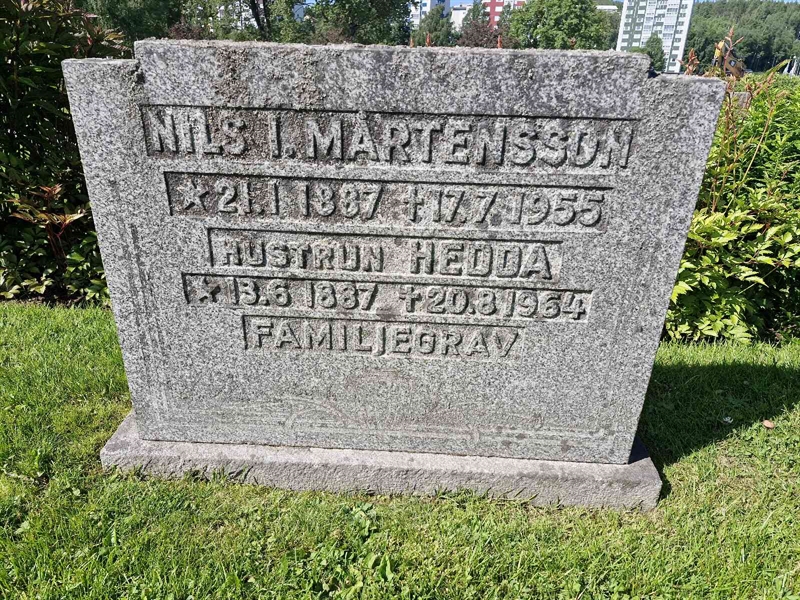 NILS I. MÅRTENSSON
* 21.1 1887 †17.7.1955
HUSTRUN HEDDA
* 13.6 1887 †20.8 1964
FAMILJEGRAV